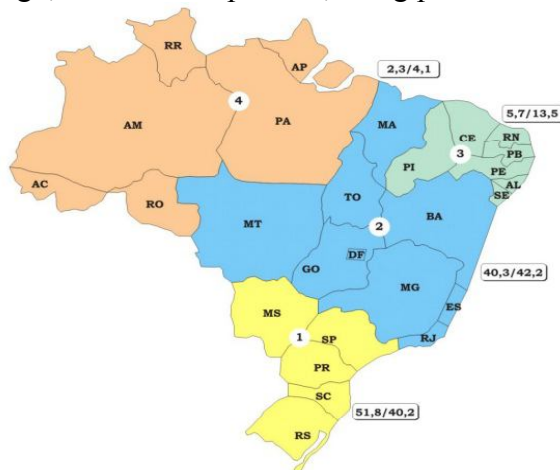 RR
AP
2,3/4,1
4
AM
PA
MA
5,7/13,5
CE
RN
3
PB
PI
PE
AL
SE
AC
RO
TO
MT
BA
2
DF
GO
40,3/42,2
MG
ES
MS
RJ
1
SP
PR
SC
51,8/40,2
RS